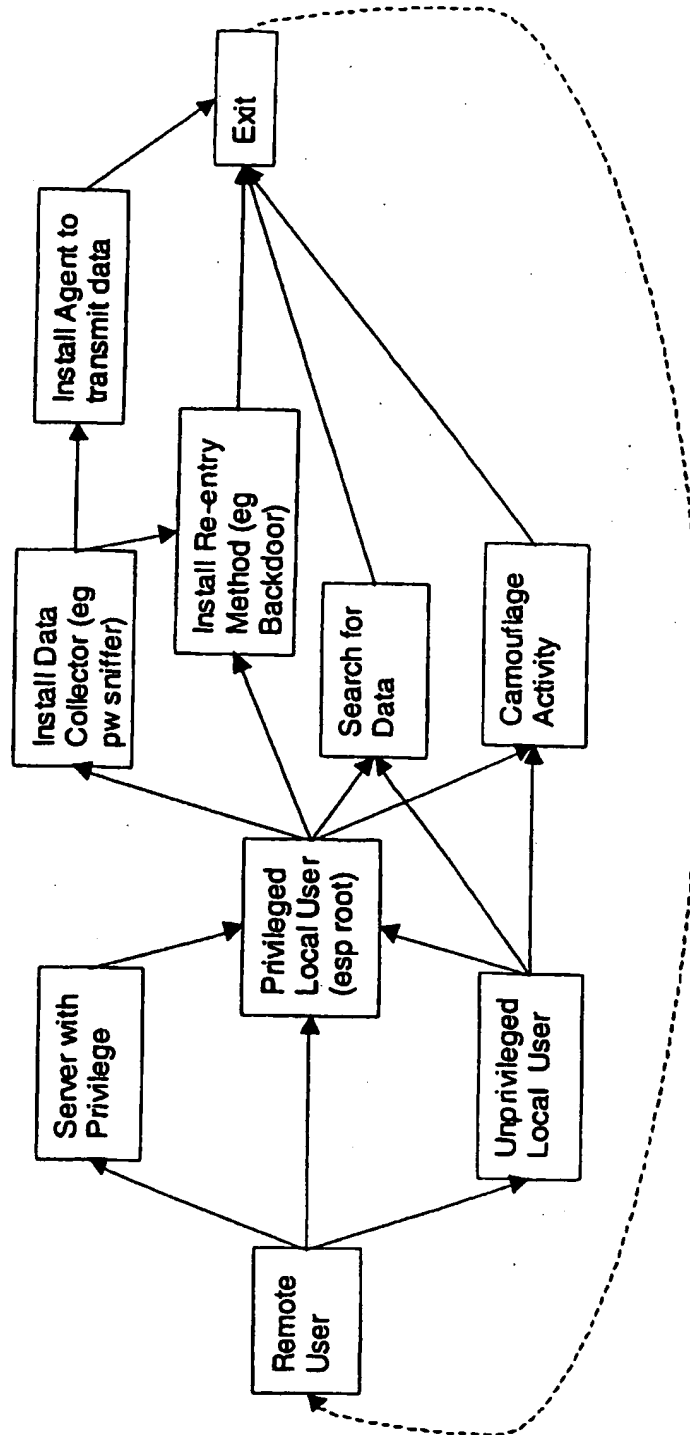 Remote
User
Server with
Privilege
Privileged
Local User
(esp root)
Unprivileged
Local User
Install Data
Collector (eg
pw sniffer)
Install Re-entry
Method (eg
Backdoor)
Search for
Data
Camouflage
Activity
Install Agent to
transmit data
Exit